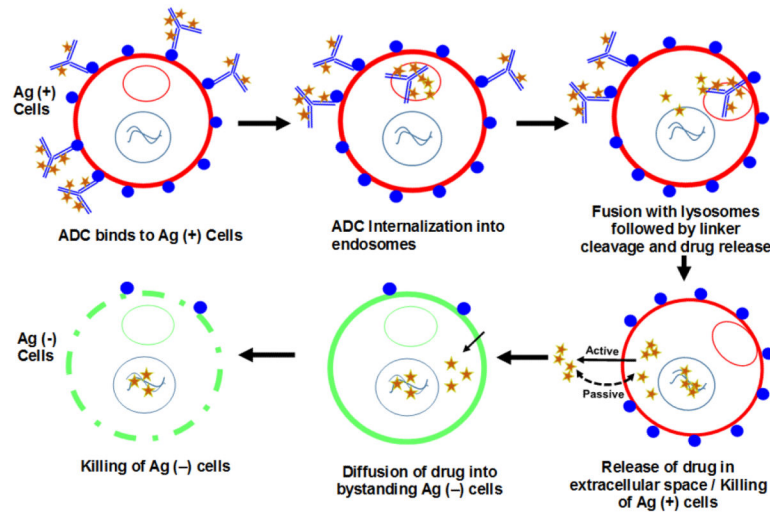 Ag (+)
Cells
ADC binds to Ag (+) Cells
ADC Internalization into
endosomes
Fusion with lysosomes
followed by linker
cleavage and drug release
Active
Passive
Release of drug in
extracellular space / Killing
of Ag (+) cells
Diffusion of drug into
bystanding Ag (–) cells
Ag (-)
Cells
Killing of Ag (–) cells